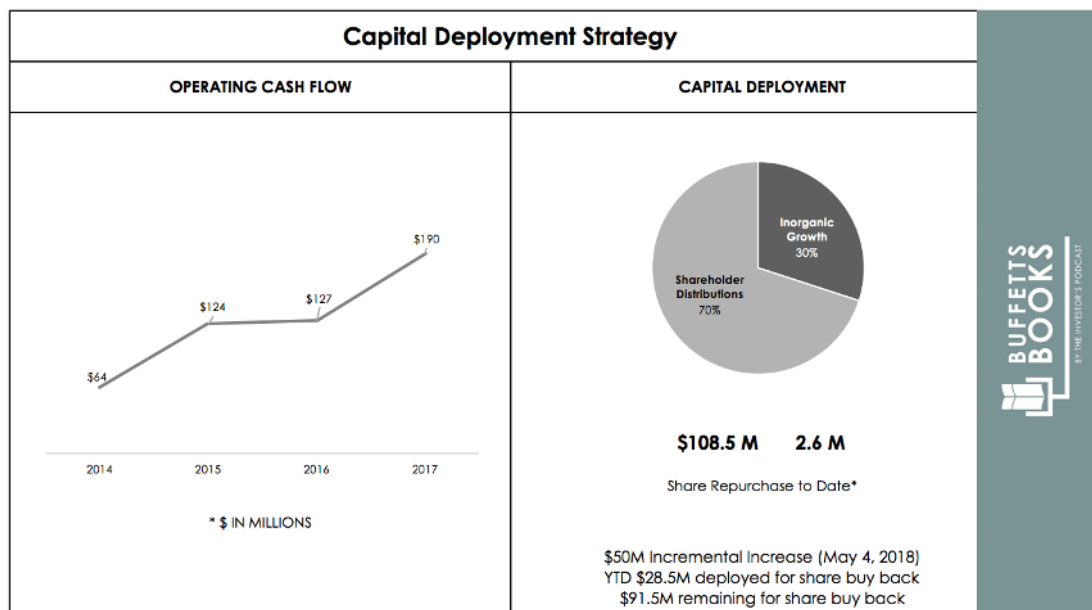 Capital Deployment Strategy
OPERATING CASH FLOW
$64
$124
$127
$190
2014 2015 2016 2017
* $ IN MILLIONS
CAPITAL DEPLOYMENT
Inorganic
Growth
30%
Shareholder
Distributions
70%
$108.5 M 2.6 M
Share Repurchase to Date*
$50M Incremental Increase (May 4, 2018)
YTD $28.5M deployed for share buy back
$91.5M remaining for share buy back
BUFFETTS
BOOKS
BY THE INVESTOR'S PODCAST